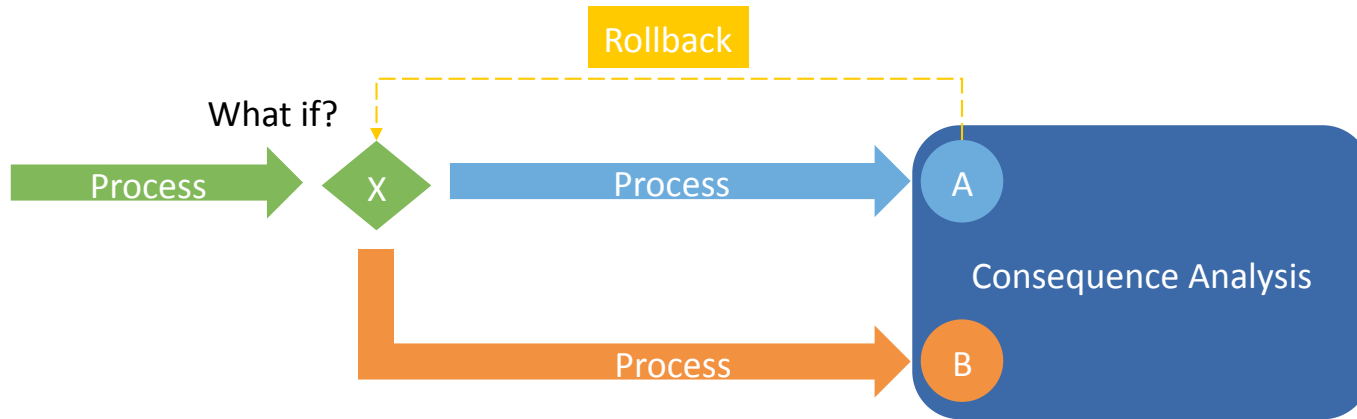 Rollback
What if?
Process
X
Process
A
Consequence Analysis
Process
B